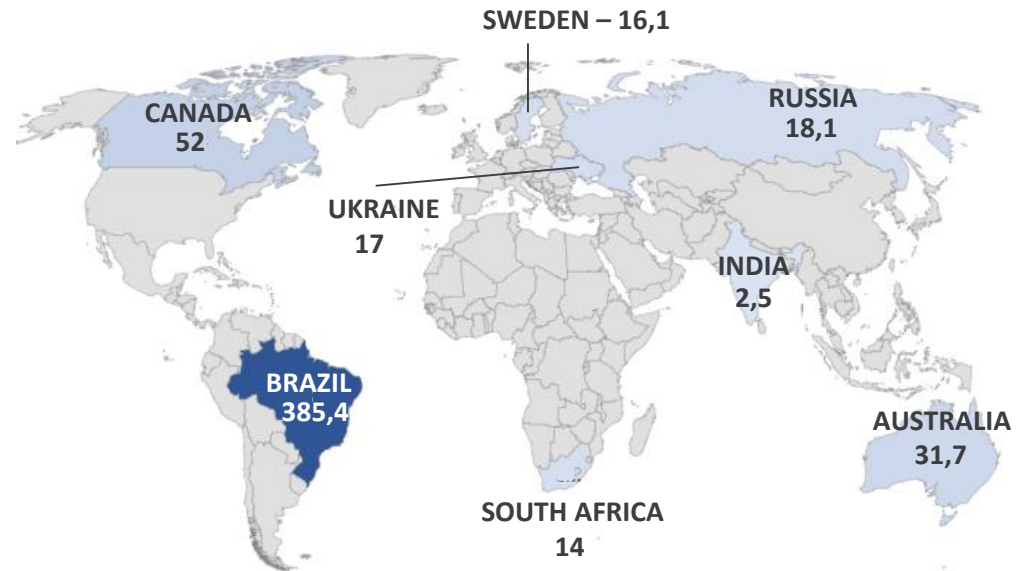 SWEDEN – 16,1
CANADA
52
RUSSIA
18,1
UKRAINE
17
INDIA
2,5
BRAZIL
385,4
AUSTRALIA
31,7
SOUTH AFRICA
14